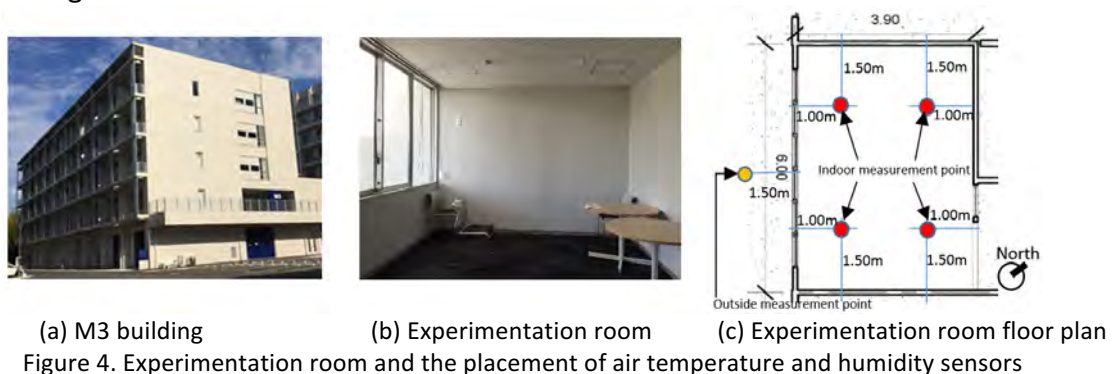 3.90
1.50m 1.50m
1.00m 1.00m
Indoor measurement point
6.00
1.50m
1.00m 1.00m
1.50m 1.50m
North
Outside measurement point
(a) M3 building (b) Experimentation room (c) Experimentation room floor plan
Figure 4. Experimentation room and the placement of air temperature and humidity sensors